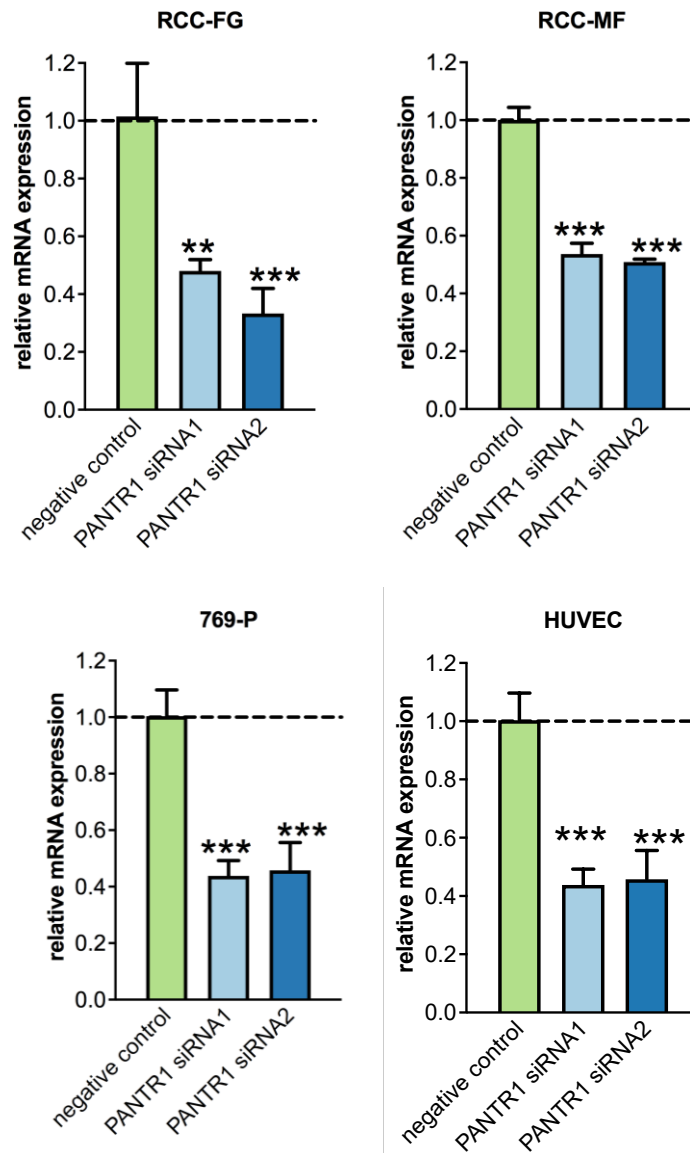 RCC-FG
relative mRNA expression
1.2
1.0
0.8
0.6
0.4
0.2
0.0
**
***
negative control
PANTR1 siRNA1
PANTR1 siRNA2
RCC-MF
relative mRNA expression
1.2
1.0
0.8
0.6
0.4
0.2
0.0
***
***
negative control
PANTR1 siRNA1
PANTR1 siRNA2
769-P
relative mRNA expression
1.2
1.0
0.8
0.6
0.4
0.2
0.0
***
***
negative control
PANTR1 siRNA1
PANTR1 siRNA2
HUVEC
relative mRNA expression
1.2
1.0
0.8
0.6
0.4
0.2
0.0
***
***
negative control
PANTR1 siRNA1
PANTR1 siRNA2